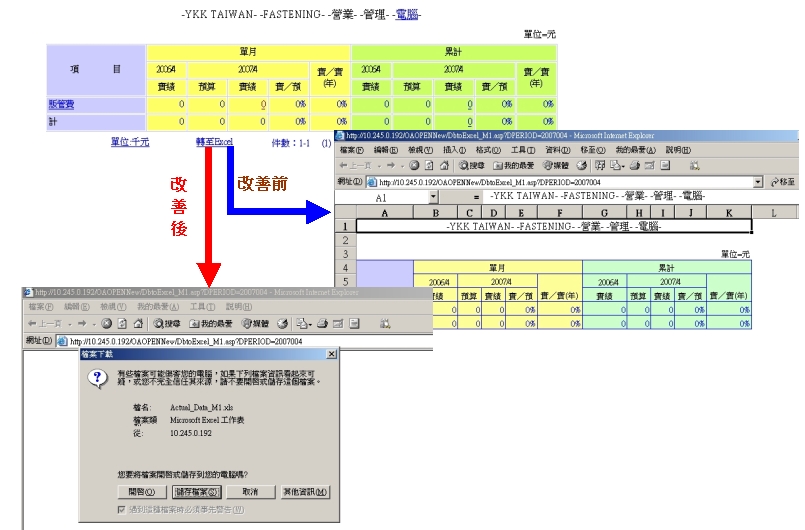 -YKK TAIWAN- -FASTENING- -營業- -管理- -電腦-
單位=元
項 目 單月 累計
2006/4 2007/4 實／實(年) 2006/4 2007/4 實／實(年)
實績 預算 實績 實／預 實績 預算 實績 實／預
販管費 0 0 0 0% 0% 0 0 0 0% 0%
計 0 0 0 0% 0% 0 0 0 0% 0%
單位:千元 轉至Excel 件數：1-1 (1)
改善前
改善後
http://10.245.0.192/OAOPENNew/DbtoExcel_M1.asp?DPERIOD=2007004 - Microsoft Internet Explorer
檔案(F) 編輯(E) 檢視(V) 插入(I) 格式(O) 工具(T) 資料(D) 移至(G) 我的最愛(A) 說明(H)
上一頁 搜尋 我的最愛 媒體
網址(D) http://10.245.0.192/OAOPENNew/DbtoExcel_M1.asp?DPERIOD=2007004 移至
A1 = -YKK TAIWAN- -FASTENING- -營業- -管理- -電腦-
A B C D E F G H I J K L
1 -YKK TAIWAN- -FASTENING- -營業- -管理- -電腦-
2
3 單位=元
4 單月 累計
5 2006/4 2007/4 2006/4 2007/4
實績 預算 實績 實／預 實／實(年) 實績 預算 實績 實／預 實／實(年)
0 0 0 0% 0% 0 0 0 0% 0%
0 0 0 0% 0% 0 0 0 0% 0%
http://10.245.0.192/OAOPENNew/DbtoExcel_M1.asp?DPERIOD=2007004 - Microsoft Internet Explorer
檔案(F) 編輯(E) 檢視(V) 我的最愛(A) 工具(T) 說明(H)
上一頁 搜尋 我的最愛 媒體
網址(D) http://10.245.0.192/OAOPENNew/DbtoExcel_M1.asp?DPERIOD=2007004
檔案下載
有些檔案可能傷害您的電腦，如果下列檔案資訊看起來可
疑，或您不完全信任其來源，請不要開啟或儲存這個檔案。
檔名: Actual_Data_M1.xls
檔案類 Microsoft Excel 工作表
從: 10.245.0.192
您要將檔案開啟或儲存到您的電腦嗎?
開啟(O) 儲存檔案(S) 取消 其他資訊(M)
遇到這種檔案時必須事先警告(W)